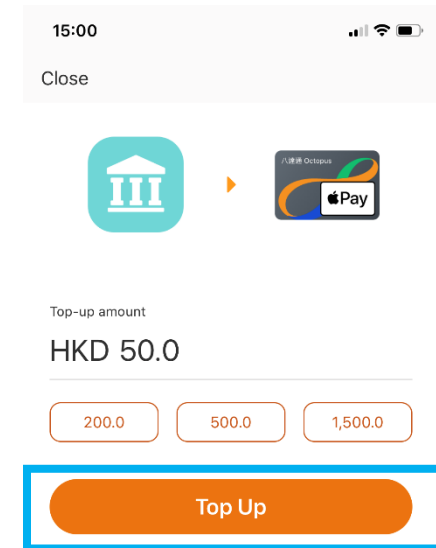 15:00
Close
八達通 Octopus
Pay
Top-up amount
HKD 50.0
200.0 500.0 1,500.0
Top Up